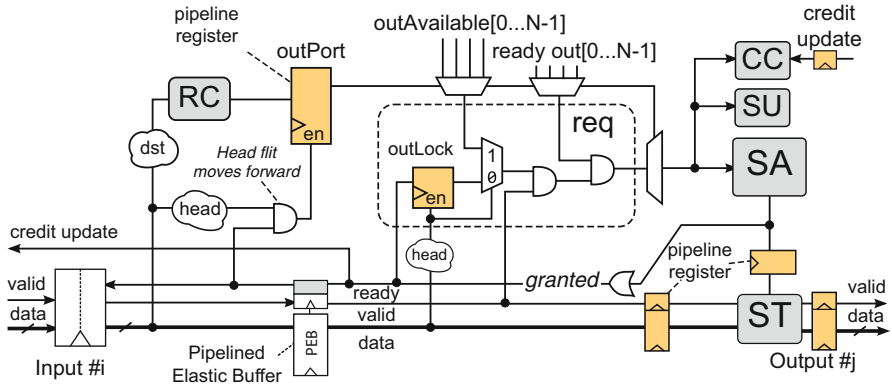 pipeline
register
outPort
outAvailable[0...N-1]
ready out[0...N-1]
credit
update
RC
en
CC
SU
req
dst
Head flit
moves forward
outLock
en
1
0
SA
head
head
credit update
pipeline
register
granted
valid
ready
valid
data
valid
data
ST
valid
data
PEB
Input #i
Pipelined
Elastic Buffer
Output #j